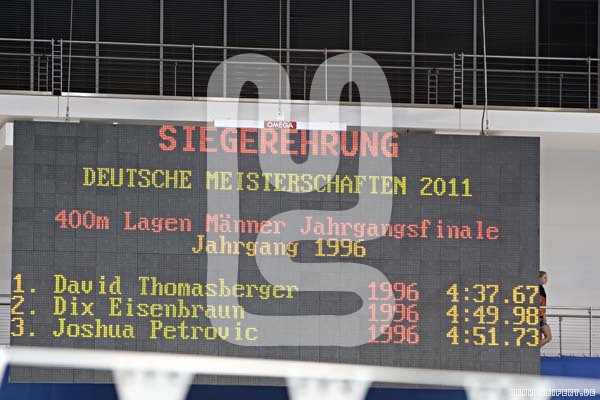 OMEGA
SIEGEREHRUNG
DEUTSCHE MEISTERSCHAFTEN 2011
400m Lagen Männer Jahrgangsfinale
Jahrgang 1996
1. David Thomasberger 1996 4:37.67
2. Dix Eisenbraun 1996 4:49.98
3. Joshua Petrovic 1996 4:51.73